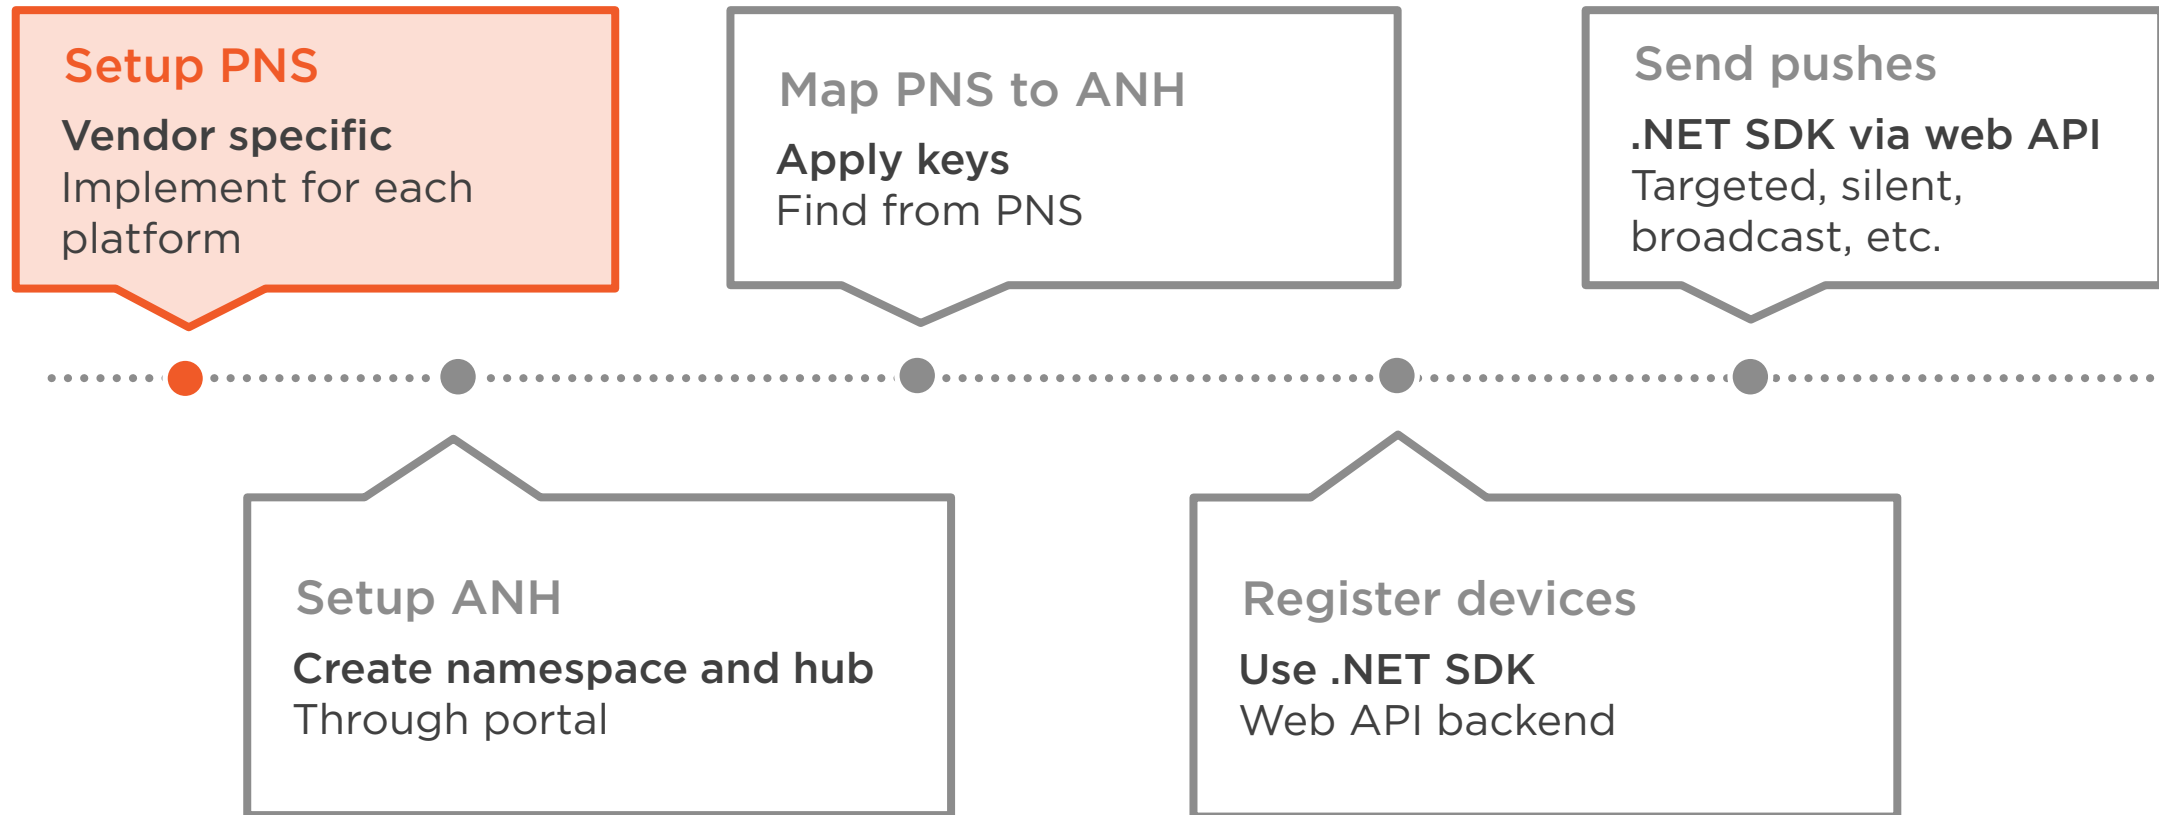 Setup PNS
Vendor specific
Implement for each
platform
Setup ANH
Create namespace and hub
Through portal
Map PNS to ANH
Apply keys
Find from PNS
Register devices
Use .NET SDK
Web API backend
Send pushes
.NET SDK via web API
Targeted, silent,
broadcast, etc.